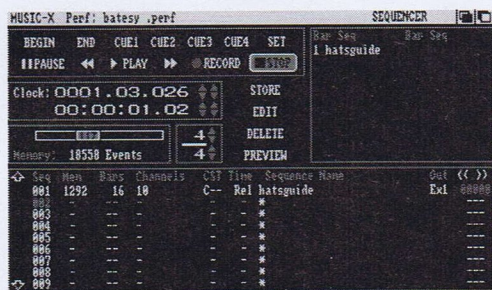 MUSIC-X Perf: batesy .perf SEQUENCER
BEGIN END CUE1 CUE2 CUE3 CUE4 SET
PAUSE PLAY RECORD STOP
Bar Seq Bar Seq
1 hatsguide
Clock: 0001.03.026
00:00:01.02
STORE
EDIT
DELETE
PREVIEW
4
4
Memory: 18558 Events
Seq Mem Bars Channels CST Time Sequence Name Out << >>
001 1292 16 10 C-- Rel hatsguide Ex1
002 - -- - * ---
003 - -- - * ---
004 - -- - * ---
005 - -- - * ---
006 - -- - * ---
007 - -- - * ---
008 - -- - * ---
009 - -- - * ---